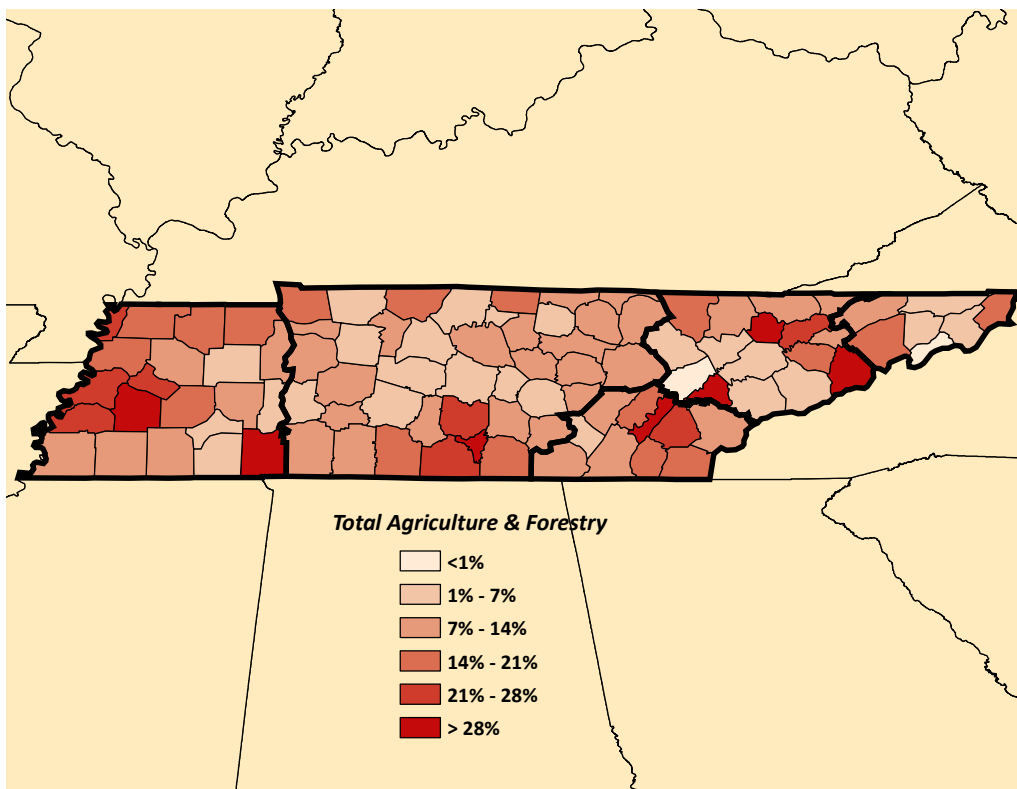 Total Agriculture & Forestry
<1%
1% - 7%
7% - 14%
14% - 21%
21% - 28%
> 28%